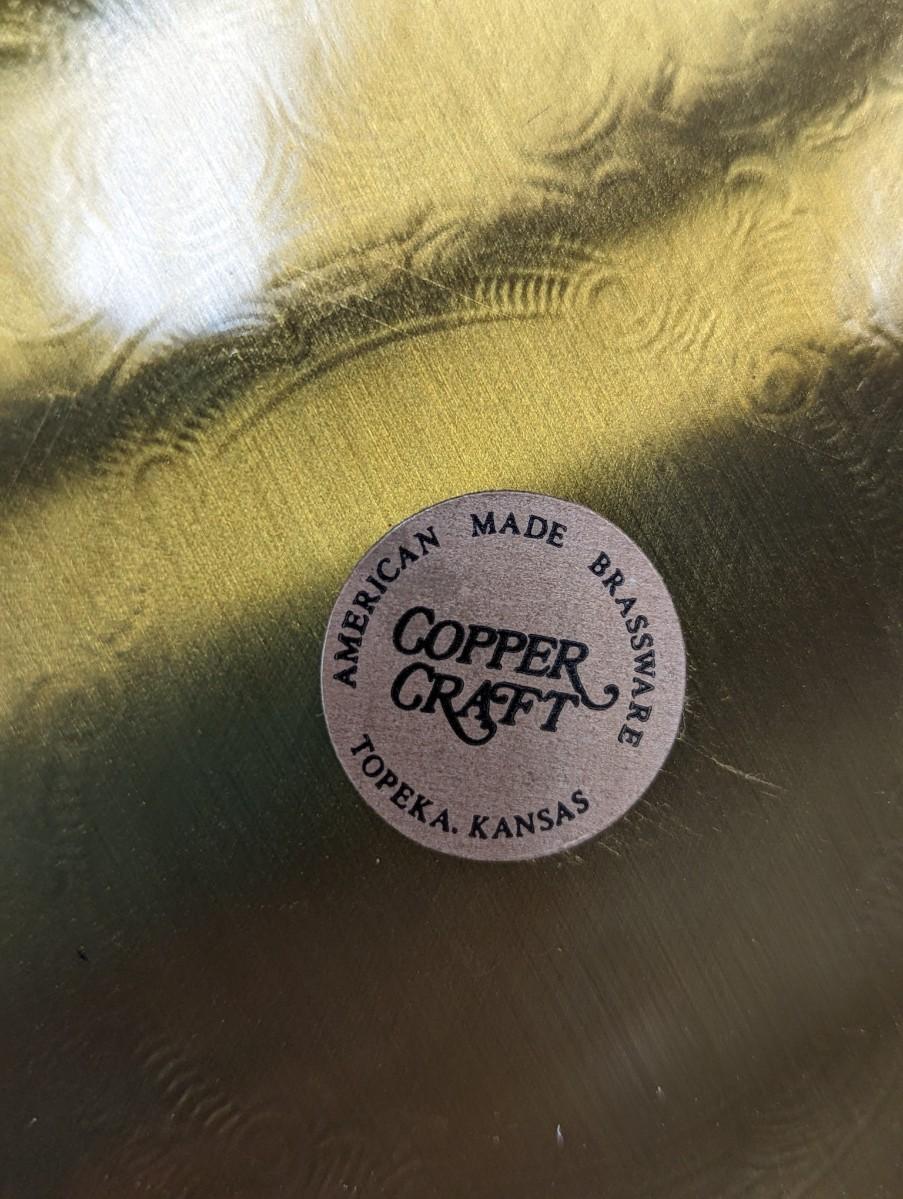 AMERICAN MADE BRASSWARE
COPPER
CRAFT
TOPEKA. KANSAS